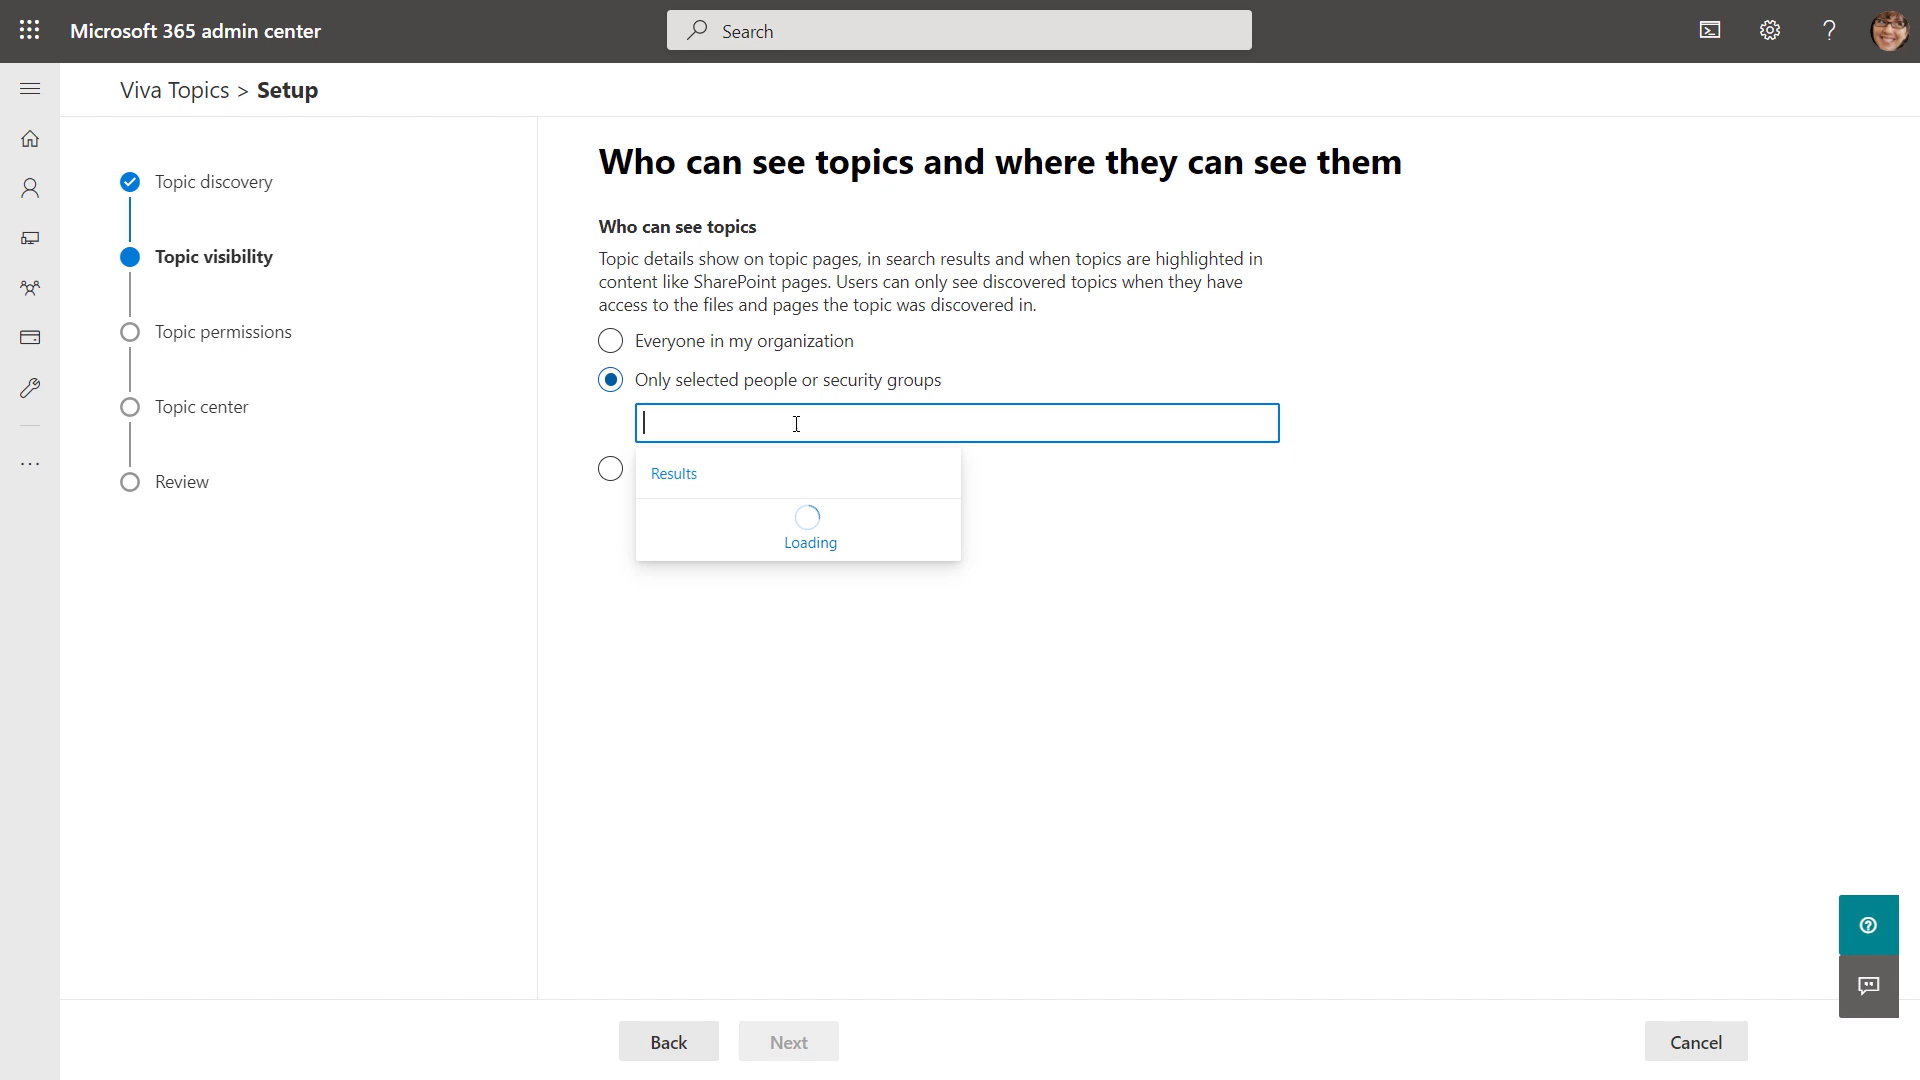 Microsoft 365 admin center
Search
Viva Topics > Setup
Topic discovery
Topic visibility
Topic permissions
Topic center
Review
Who can see topics and where they can see them
Who can see topics
Topic details show on topic pages, in search results and when topics are highlighted in
content like SharePoint pages. Users can only see discovered topics when they have
access to the files and pages the topic was discovered in.
Everyone in my organization
Only selected people or security groups
Results
Loading
Back
Next
Cancel